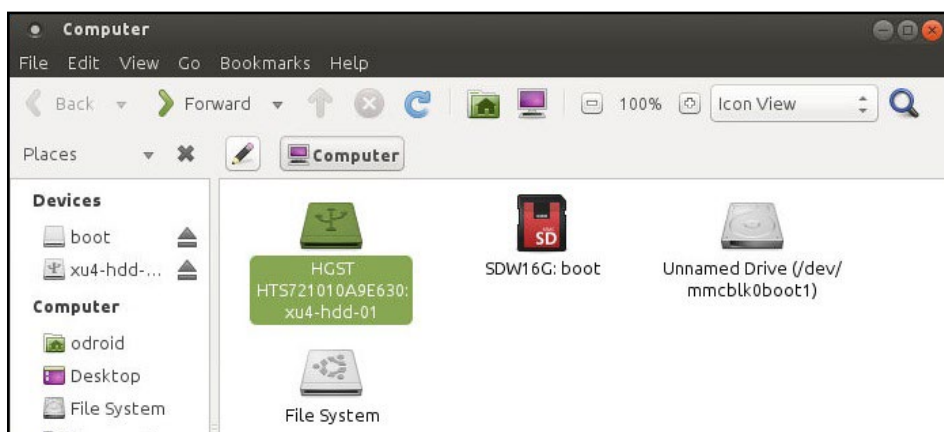 Computer
File Edit View Go Bookmarks Help
Back Forward 100% Icon View
Places Computer
Devices
boot
xu4-hdd-...
Computer
odroid
Desktop
File System
HGST
HTS721010A9E630:
xu4-hdd-01
SD
SDW16G: boot
Unnamed Drive (/dev/
mmcblk0boot1)
File System